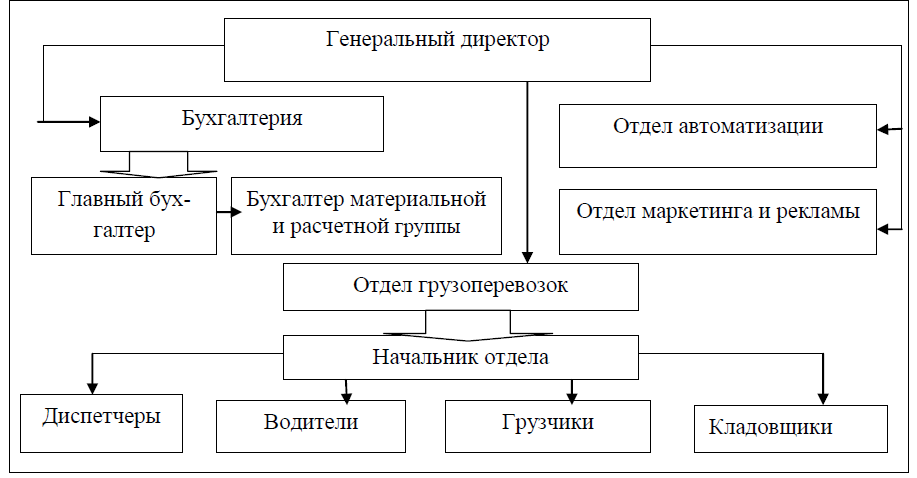 Генеральный директор
Бухгалтерия
Отдел автоматизации
Главный бух-
галтер
Бухгалтер материальной
и расчетной группы
Отдел маркетинга и рекламы
Отдел грузоперевозок
Начальник отдела
Диспетчеры
Водители
Грузчики
Кладовщики